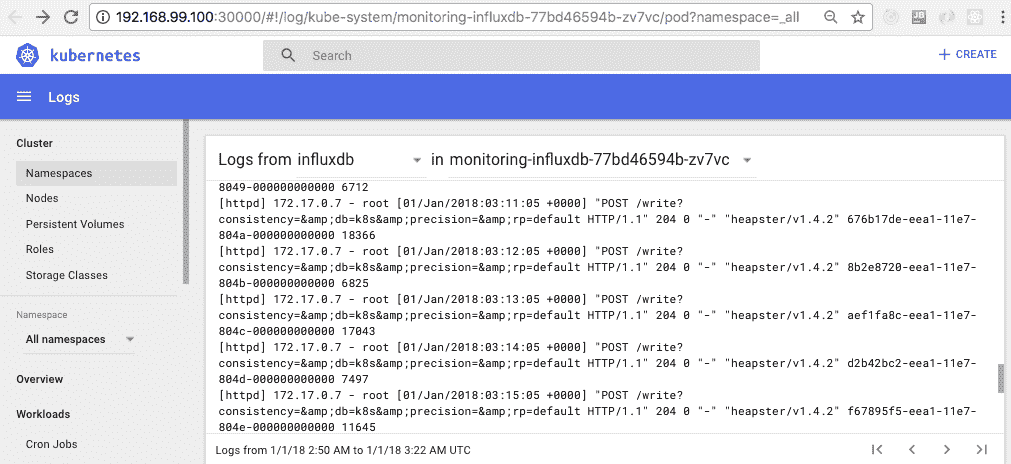 192.168.99.100:30000/#!/log/kube-system/monitoring-influxdb-77bd46594b-zv7vc/pod?namespace=_all
kubernetes
Search
+ CREATE
Logs
Cluster
Namespaces
Nodes
Persistent Volumes
Roles
Storage Classes
Namespace
All namespaces
Overview
Workloads
Cron Jobs
Logs from influxdb in monitoring-influxdb-77bd46594b-zv7vc
8049-000000000000 6712
[httpd] 172.17.0.7 - root [01/Jan/2018:03:11:05 +0000] "POST /write?
consistency=&amp;db=k8s&amp;precision=&amp;rp=default HTTP/1.1" 204 0 "-" "heapster/v1.4.2" 676b17de-eea1-11e7-
804a-000000000000 18366
[httpd] 172.17.0.7 - root [01/Jan/2018:03:12:05 +0000] "POST /write?
consistency=&amp;db=k8s&amp;precision=&amp;rp=default HTTP/1.1" 204 0 "-" "heapster/v1.4.2" 8b2e8720-eea1-11e7-
804b-000000000000 6825
[httpd] 172.17.0.7 - root [01/Jan/2018:03:13:05 +0000] "POST /write?
consistency=&amp;db=k8s&amp;precision=&amp;rp=default HTTP/1.1" 204 0 "-" "heapster/v1.4.2" aef1fa8c-eea1-11e7-
804c-000000000000 17043
[httpd] 172.17.0.7 - root [01/Jan/2018:03:14:05 +0000] "POST /write?
consistency=&amp;db=k8s&amp;precision=&amp;rp=default HTTP/1.1" 204 0 "-" "heapster/v1.4.2" d2b42bc2-eea1-11e7-
804d-000000000000 7497
[httpd] 172.17.0.7 - root [01/Jan/2018:03:15:05 +0000] "POST /write?
consistency=&amp;db=k8s&amp;precision=&amp;rp=default HTTP/1.1" 204 0 "-" "heapster/v1.4.2" f67895f5-eea1-11e7-
804e-000000000000 11645
Logs from 1/1/18 2:50 AM to 1/1/18 3:22 AM UTC